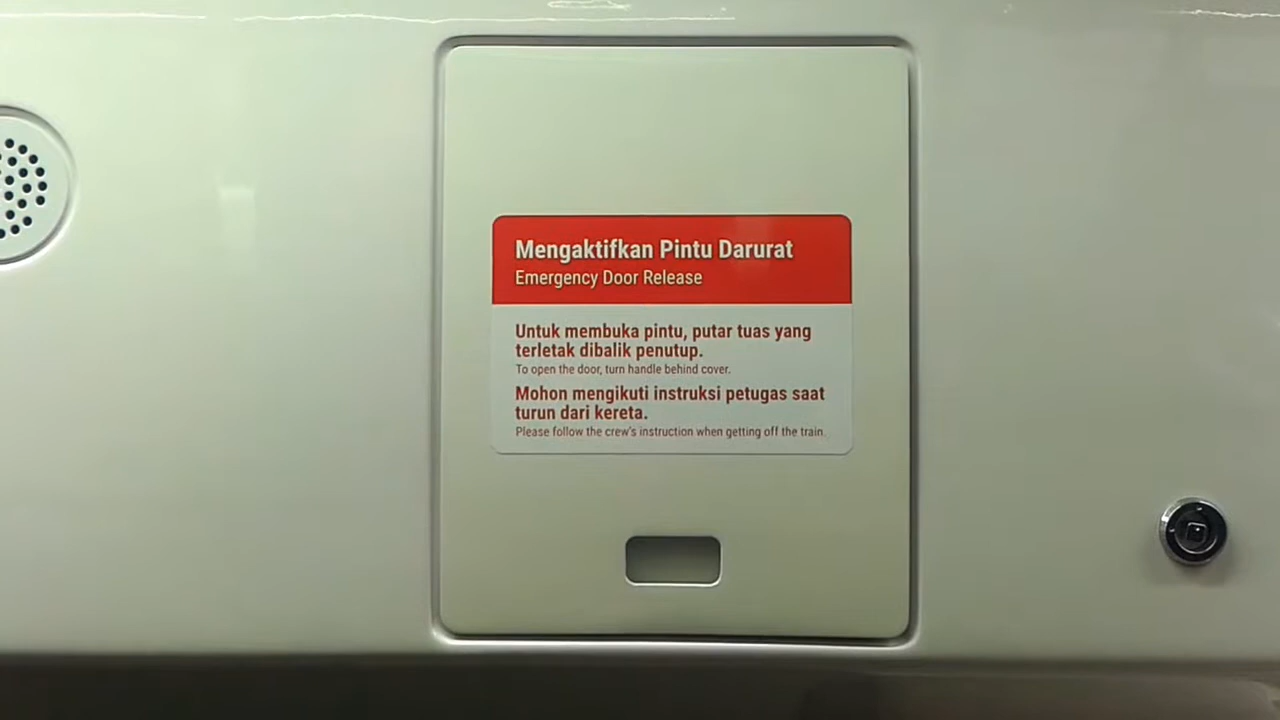 Mengaktifkan Pintu Darurat
Emergency Door Release
Untuk membuka pintu, putar tuas yang
terletak dibalik penutup.
To open the door, turn handle behind cover.
Mohon mengikuti instruksi petugas saat
turun dari kereta.
Please follow the crew's instruction when getting off the train.